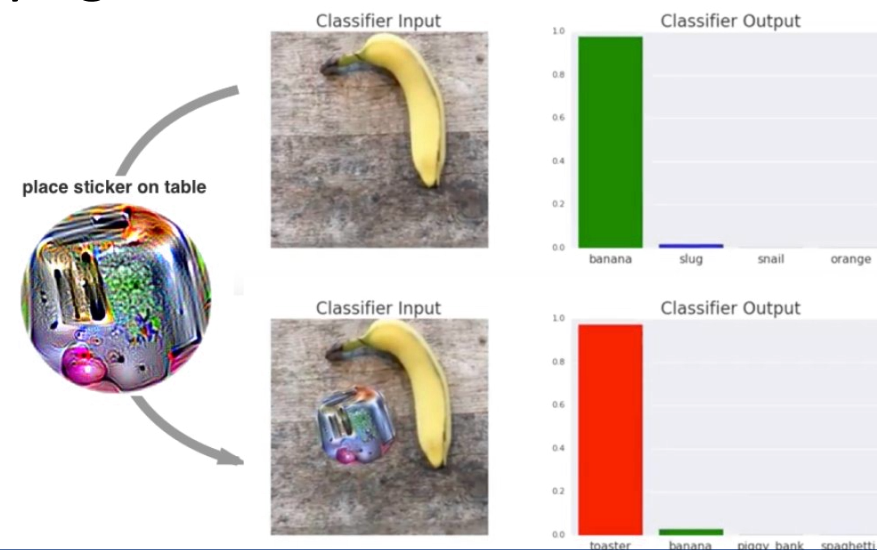 Classifier Input
Classifier Output
1.0
0.8
0.6
0.4
0.2
0.0
banana slug snail orange
place sticker on table
Classifier Input
Classifier Output
1.0
0.8
0.6
0.4
0.2
0.0
toaster banana piggy_bank spaghetti